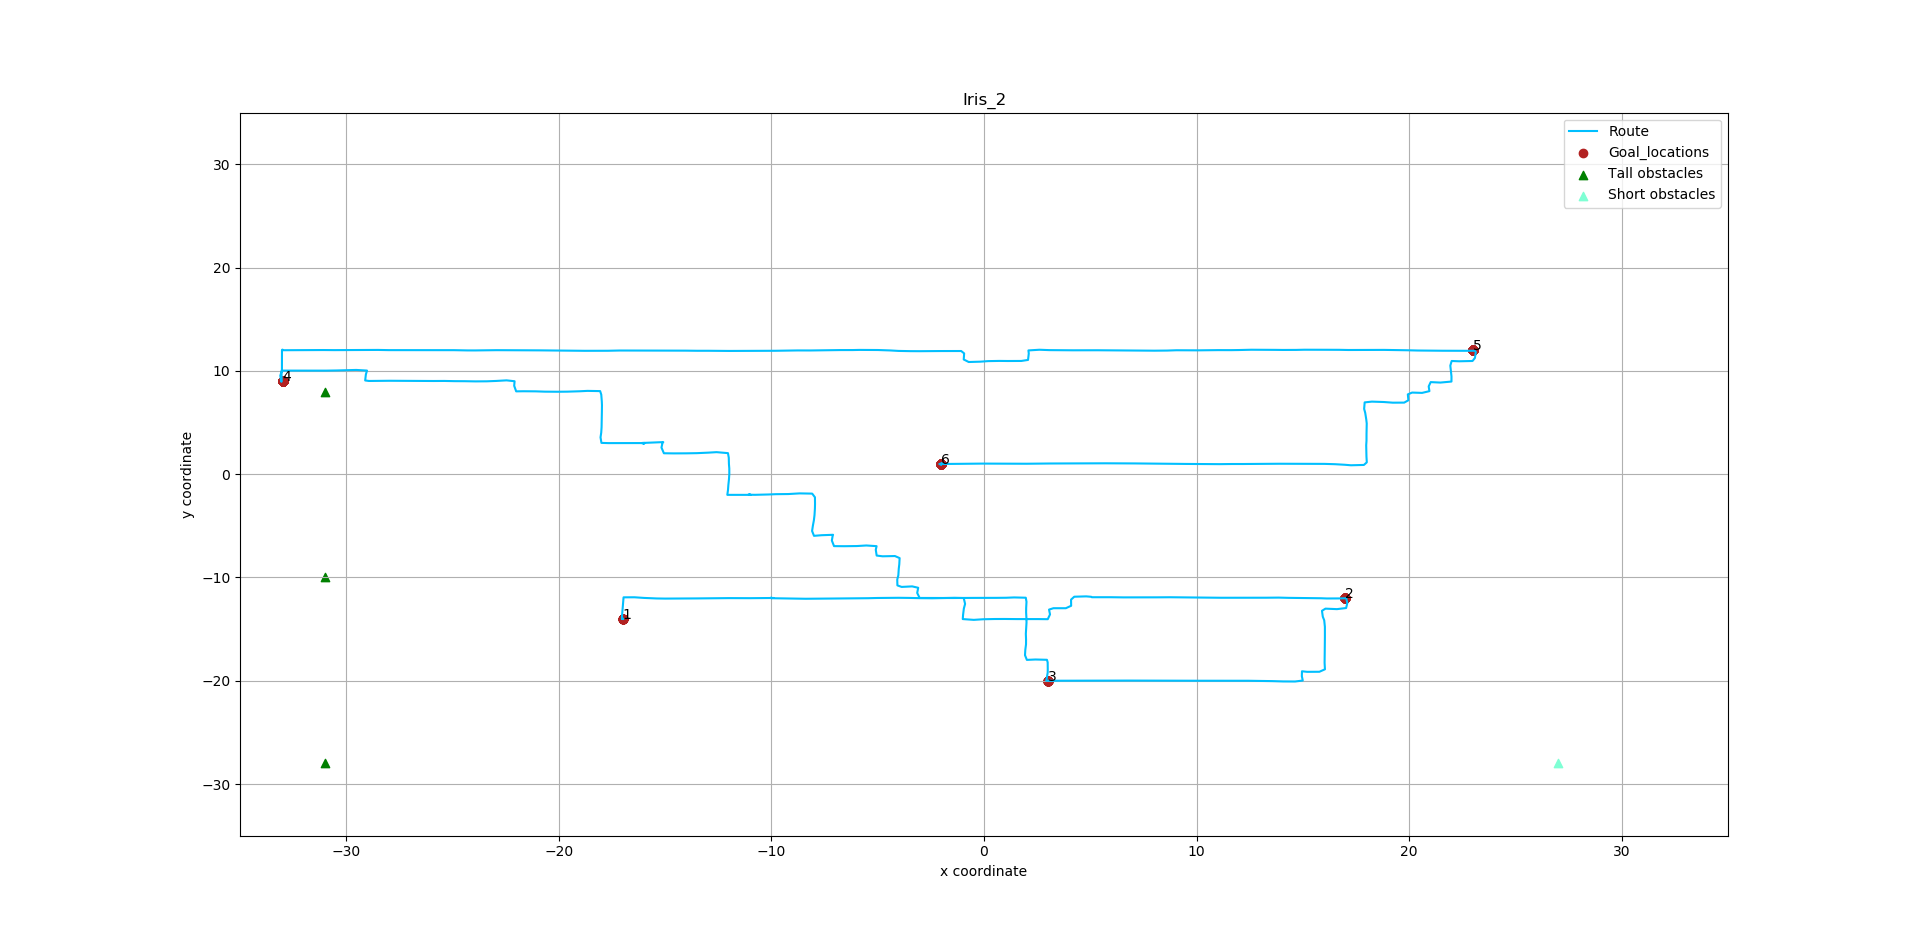 Iris_2
Route
Goal_locations
Tall obstacles
Short obstacles
30
20
10
0
−10
−20
−30
y coordinate
5
4
6
2
1
3
−30
−20
−10
0
10
20
30
x coordinate